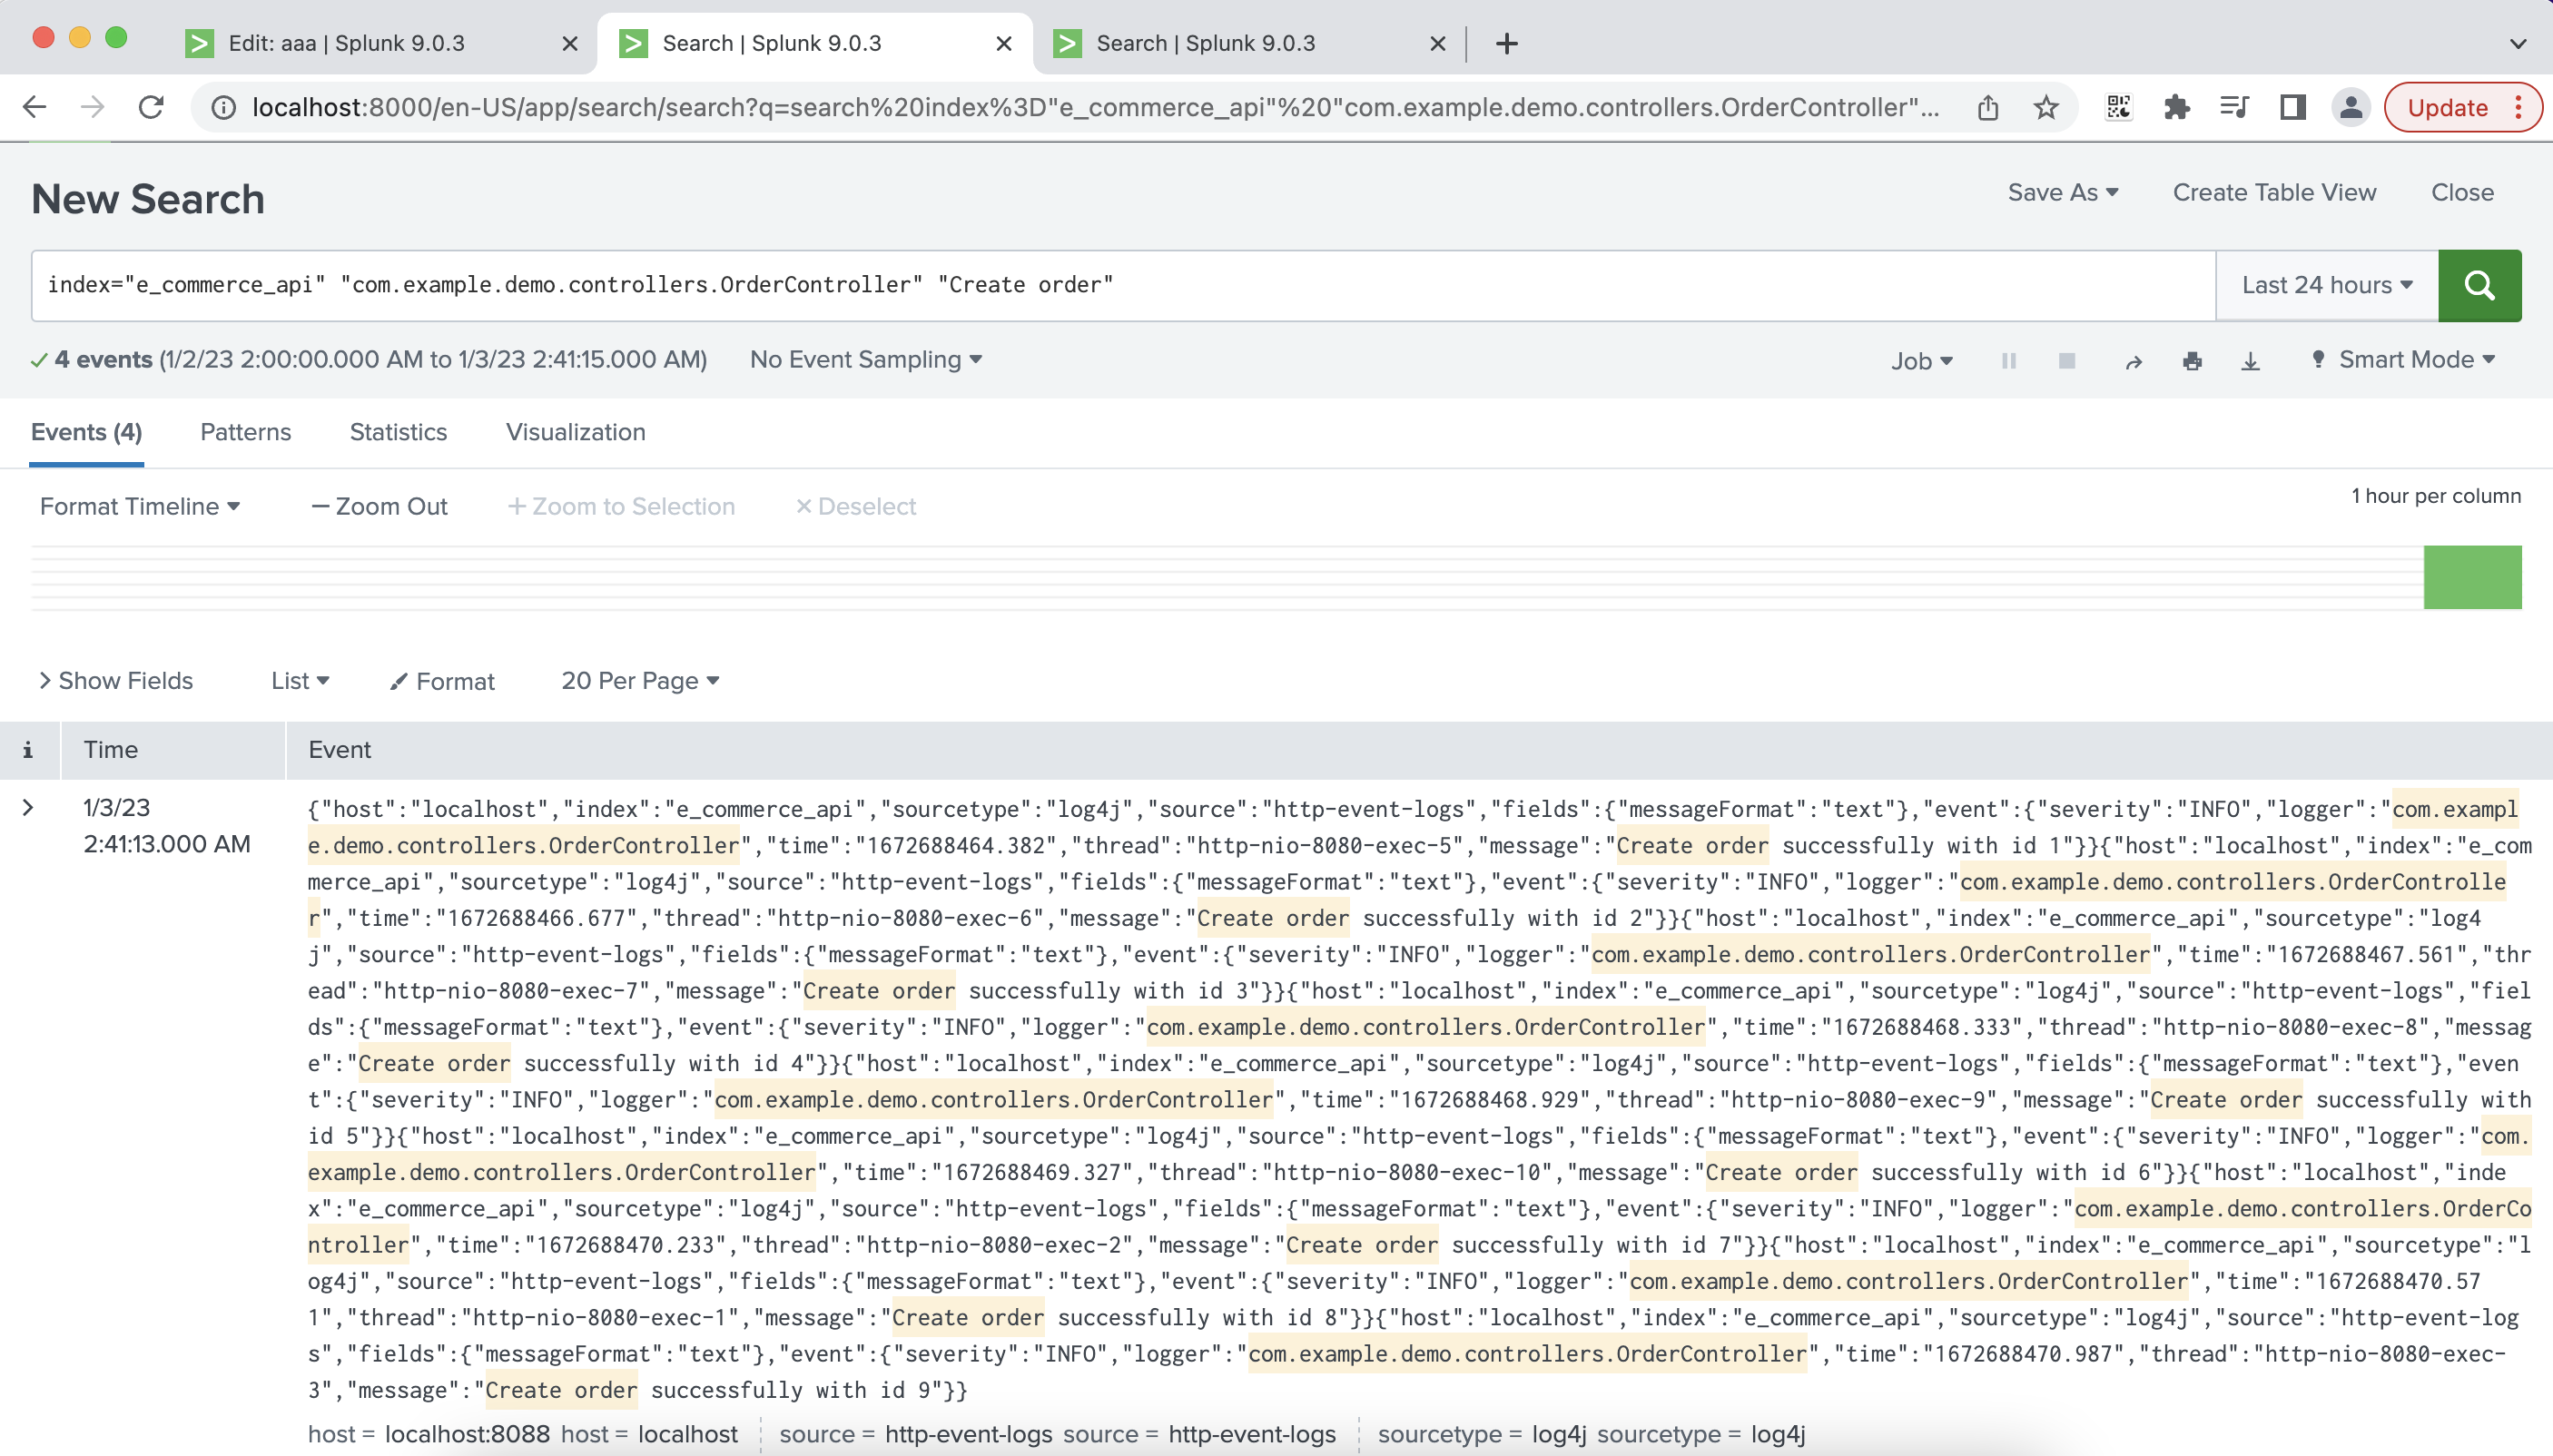 Edit: aaa | Splunk 9.0.3
Search | Splunk 9.0.3
Search | Splunk 9.0.3
localhost:8000/en-US/app/search/search?q=search%20index%3D"e_commerce_api"%20"com.example.demo.controllers.OrderController"...
Update
New Search
Save As
Create Table View
Close
index="e_commerce_api" "com.example.demo.controllers.OrderController" "Create order"
Last 24 hours
4 events (1/2/23 2:00:00.000 AM to 1/3/23 2:41:15.000 AM)
No Event Sampling
Job
Smart Mode
Events (4)
Patterns
Statistics
Visualization
Format Timeline
— Zoom Out
+ Zoom to Selection
× Deselect
1 hour per column
> Show Fields
List
Format
20 Per Page
i
Time
Event
1/3/23
2:41:13.000 AM
{"host":"localhost","index":"e_commerce_api","sourcetype":"log4j","source":"http-event-logs","fields":{"messageFormat":"text"},"event":{"severity":"INFO","logger":"com.exampl
e.demo.controllers.OrderController","time":"1672688464.382","thread":"http-nio-8080-exec-5","message":"Create order successfully with id 1"}}{"host":"localhost","index":"e_com
merce_api","sourcetype":"log4j","source":"http-event-logs","fields":{"messageFormat":"text"},"event":{"severity":"INFO","logger":"com.example.demo.controllers.OrderControlle
r","time":"1672688466.677","thread":"http-nio-8080-exec-6","message":"Create order successfully with id 2"}}{"host":"localhost","index":"e_commerce_api","sourcetype":"log4
j","source":"http-event-logs","fields":{"messageFormat":"text"},"event":{"severity":"INFO","logger":"com.example.demo.controllers.OrderController","time":"1672688467.561","thr
ead":"http-nio-8080-exec-7","message":"Create order successfully with id 3"}}{"host":"localhost","index":"e_commerce_api","sourcetype":"log4j","source":"http-event-logs","fiel
ds":{"messageFormat":"text"},"event":{"severity":"INFO","logger":"com.example.demo.controllers.OrderController","time":"1672688468.333","thread":"http-nio-8080-exec-8","messag
e":"Create order successfully with id 4"}}{"host":"localhost","index":"e_commerce_api","sourcetype":"log4j","source":"http-event-logs","fields":{"messageFormat":"text"},"even
t":{"severity":"INFO","logger":"com.example.demo.controllers.OrderController","time":"1672688468.929","thread":"http-nio-8080-exec-9","message":"Create order successfully with
id 5"}}{"host":"localhost","index":"e_commerce_api","sourcetype":"log4j","source":"http-event-logs","fields":{"messageFormat":"text"},"event":{"severity":"INFO","logger":"com.
example.demo.controllers.OrderController","time":"1672688469.327","thread":"http-nio-8080-exec-10","message":"Create order successfully with id 6"}}{"host":"localhost","inde
x":"e_commerce_api","sourcetype":"log4j","source":"http-event-logs","fields":{"messageFormat":"text"},"event":{"severity":"INFO","logger":"com.example.demo.controllers.OrderCo
ntroller","time":"1672688470.233","thread":"http-nio-8080-exec-2","message":"Create order successfully with id 7"}}{"host":"localhost","index":"e_commerce_api","sourcetype":"l
og4j","source":"http-event-logs","fields":{"messageFormat":"text"},"event":{"severity":"INFO","logger":"com.example.demo.controllers.OrderController","time":"1672688470.57
1","thread":"http-nio-8080-exec-1","message":"Create order successfully with id 8"}}{"host":"localhost","index":"e_commerce_api","sourcetype":"log4j","source":"http-event-log
s","fields":{"messageFormat":"text"},"event":{"severity":"INFO","logger":"com.example.demo.controllers.OrderController","time":"1672688470.987","thread":"http-nio-8080-exec-
3","message":"Create order successfully with id 9"}}
host = localhost:8088 host = localhost
source = http-event-logs source = http-event-logs
sourcetype = log4j sourcetype = log4j